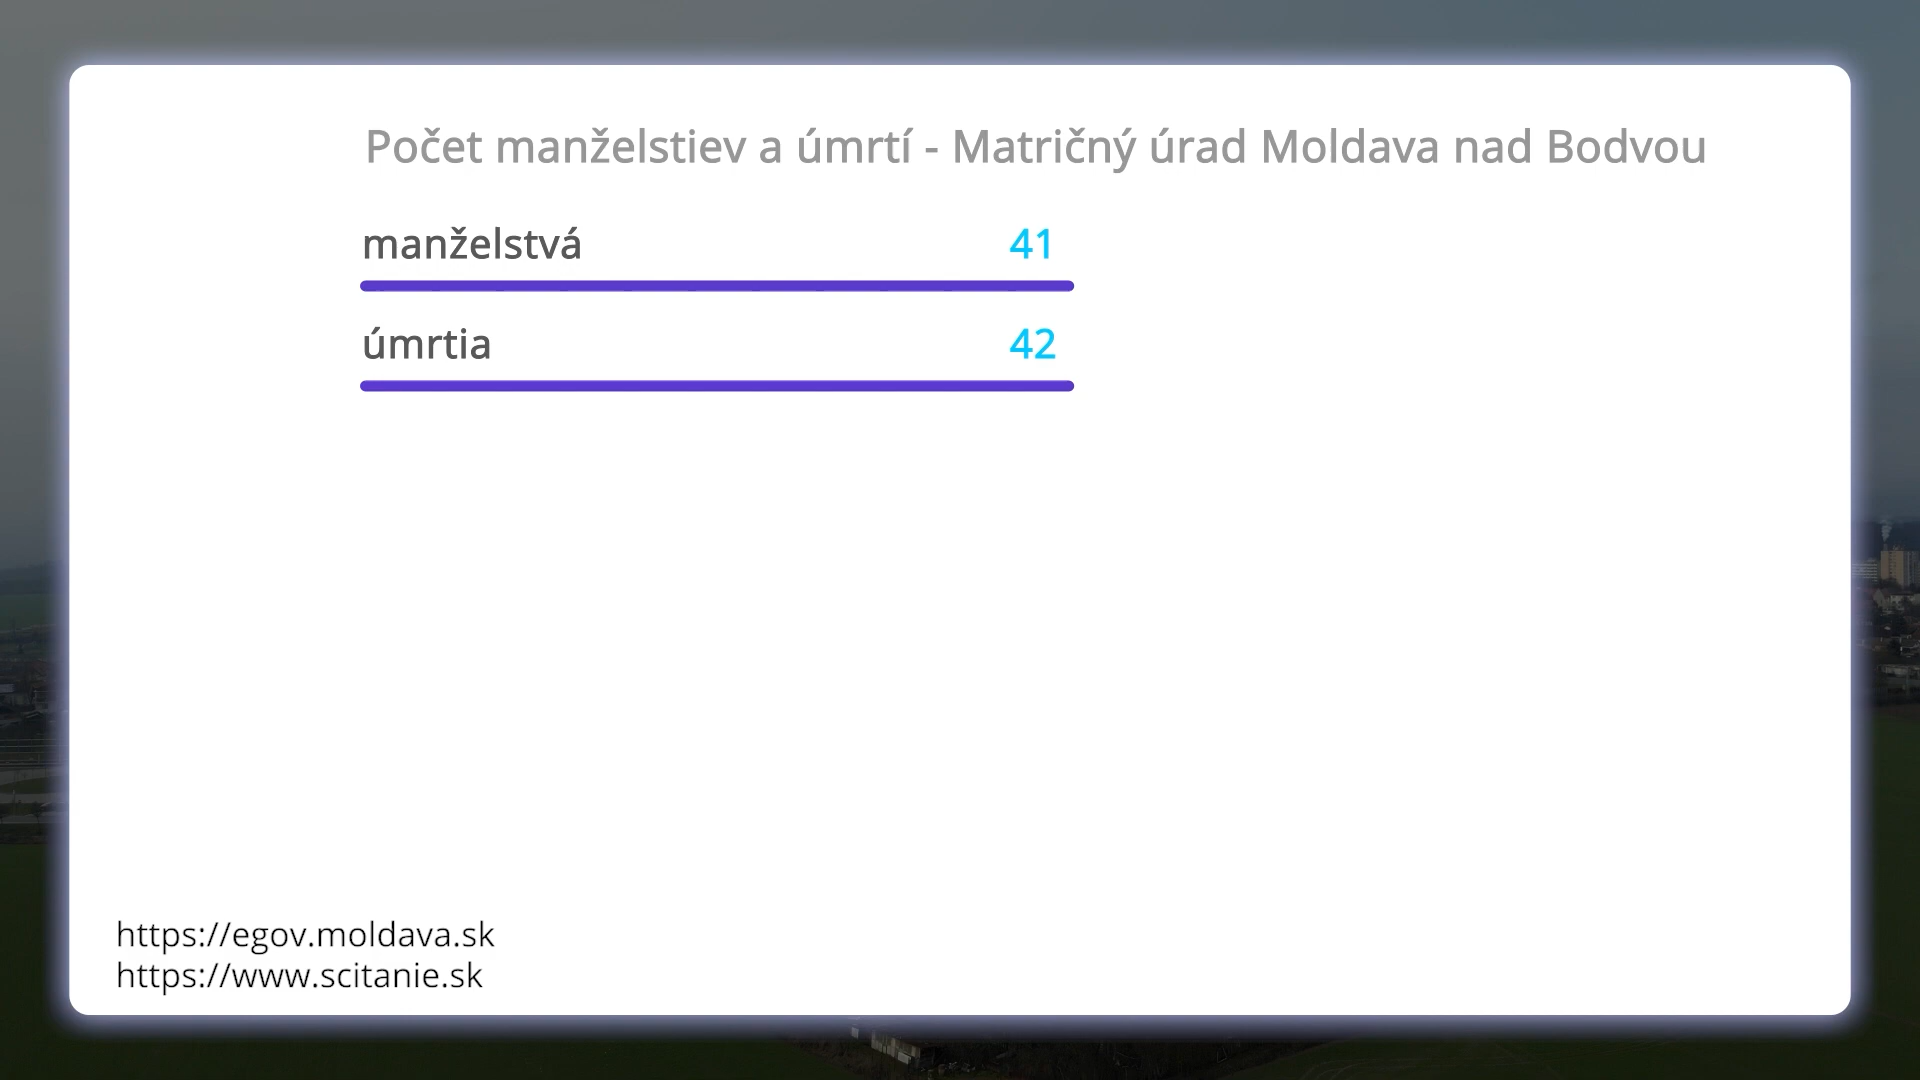 Počet manželstiev a úmrtí - Matričný úrad Moldava nad Bodvou
manželstvá 41
úmrtia 42
https://egov.moldava.sk
https://www.scitanie.sk